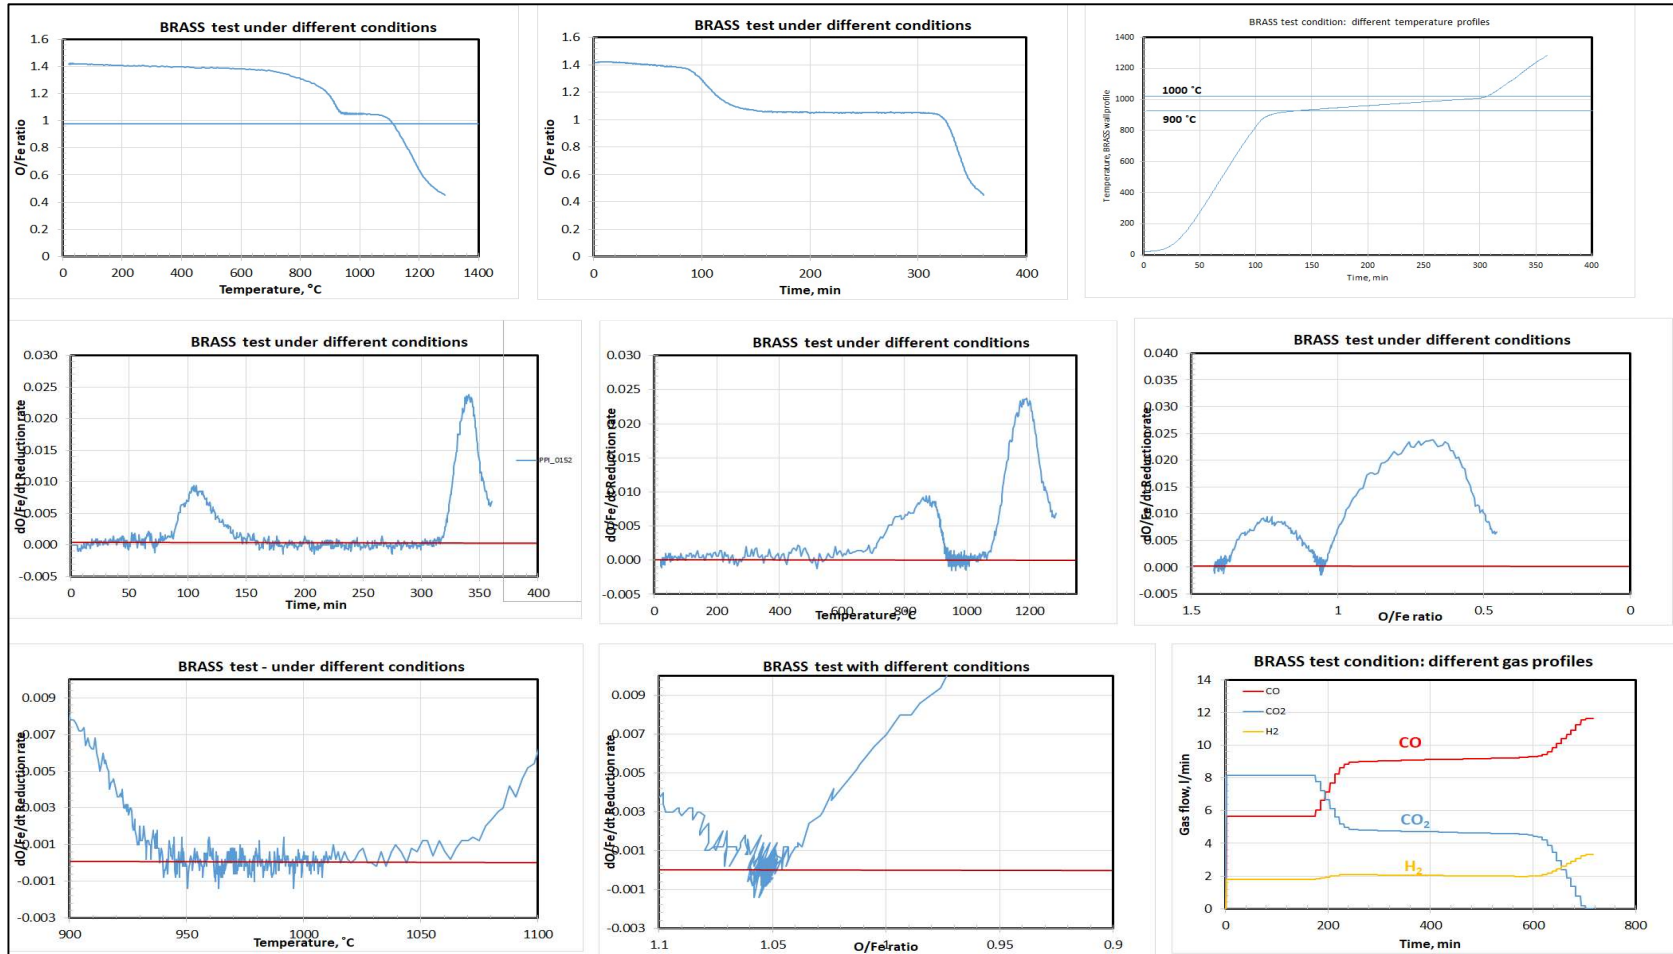 BRASS test under different conditions
1.6
1.4
1.2
1
0.8
0.6
0.4
0.2
0
O/Fe ratio
0 200 400 600 800 1000 1200 1400
Temperature, °C
BRASS test under different conditions
1.6
1.4
1.2
1
0.8
0.6
0.4
0.2
0
O/Fe ratio
0 100 200 300 400
Time, min
BRASS test condition: different temperature profiles
1400
1200
1000
800
600
400
200
0
Temperature, BRASS wall profile
1000 °C
900 °C
0 50 100 150 200 250 300 350 400
Time, min
BRASS test under different conditions
0.030
0.025
0.020
0.015
0.010
0.005
0.000
-0.005
dO/Fe/dt Reduction rate
PPI_0152
0 50 100 150 200 250 300 350 400
Time, min
BRASS test under different conditions
0.030
0.025
0.020
0.015
0.010
0.005
0.000
-0.005
dO/Fe/dt Reduction rate
0 200 400 600 800 1000 1200
Temperature, °C
BRASS test under different conditions
0.040
0.035
0.030
0.025
0.020
0.015
0.010
0.005
0.000
-0.005
dO/Fe/dt Reduction rate
1.5 1 0.5 0
O/Fe ratio
BRASS test - under different conditions
0.009
0.007
0.005
0.003
0.001
-0.001
-0.003
dO/Fe/dt Reduction rate
900 950 1000 1050 1100
Temperature, °C
BRASS test with different conditions
0.009
0.007
0.005
0.003
0.001
-0.001
-0.003
dO/Fe/dt Reduction rate
1.1 1.05 1 0.95 0.9
O/Fe ratio
BRASS test condition: different gas profiles
14
12
10
8
6
4
2
0
Gas flow, l/min
CO
CO2
H2
CO
CO₂
H₂
0 200 400 600 800
Time, min